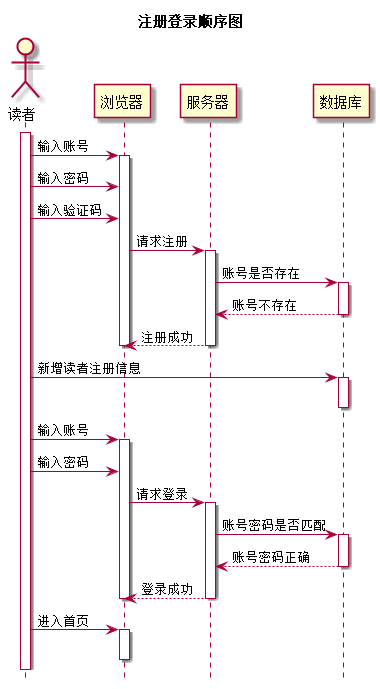 注册登录顺序图
读者
浏览器
服务器
数据库
输入账号
输入密码
输入验证码
请求注册
账号是否存在
账号不存在
注册成功
新增读者注册信息
输入账号
输入密码
请求登录
账号密码是否匹配
账号密码正确
登录成功
进入首页